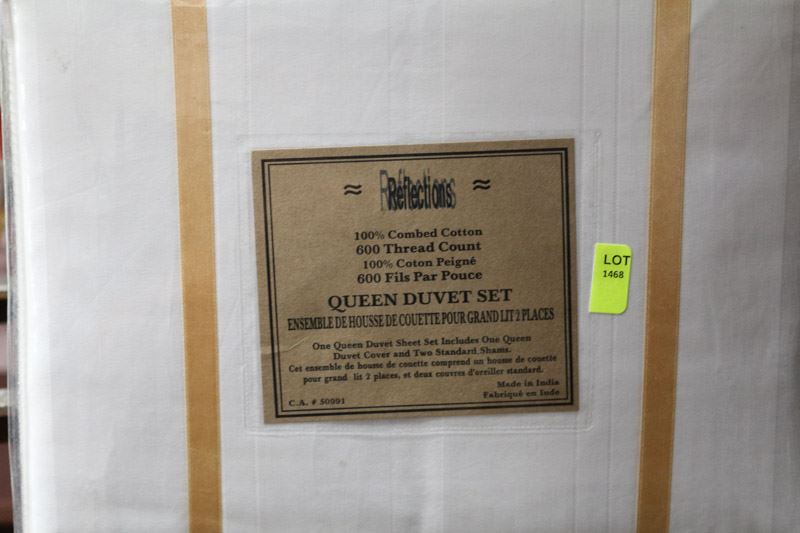 ≈ Réflections ≈
100% Combed Cotton
600 Thread Count
100% Coton Peigné
600 Fils Par Pouce
QUEEN DUVET SET
ENSEMBLE DE HOUSSE DE COUETTE POUR GRAND LIT 2 PLACES
One Queen Duvet Sheet Set Includes One Queen
Duvet Cover and Two Standard Shams.
Cet ensemble de housse de couette comprend un housse de couette
pour grand lit 2 places, et deux couvres d'oreiller standard.
Made in India
Fabriqué en Inde
C.A. # 50991
LOT
1468